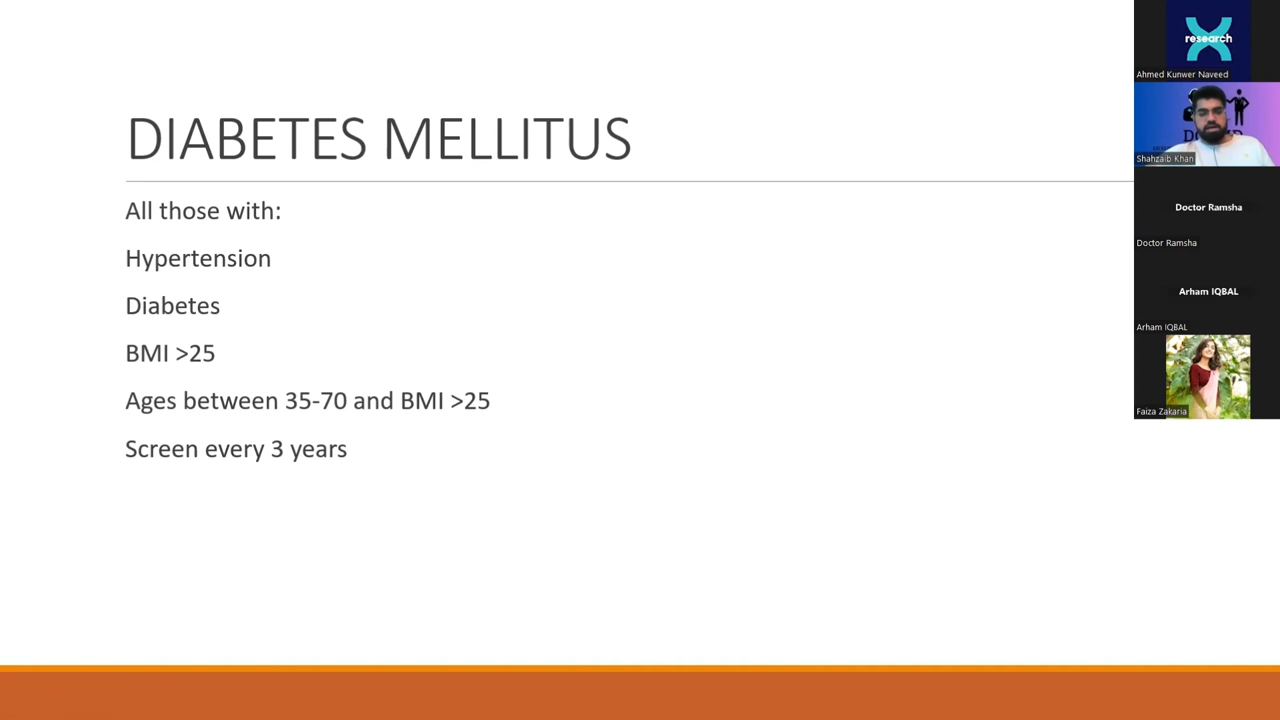 DIABETES MELLITUS
All those with:
Hypertension
Diabetes
BMI >25
Ages between 35-70 and BMI >25
Screen every 3 years
research
Ahmed Kunwer Naveed
Shahzaib Khan
Doctor Ramsha
Doctor Ramsha
Arham IQBAL
Arham IQBAL
Faiza Zakaria